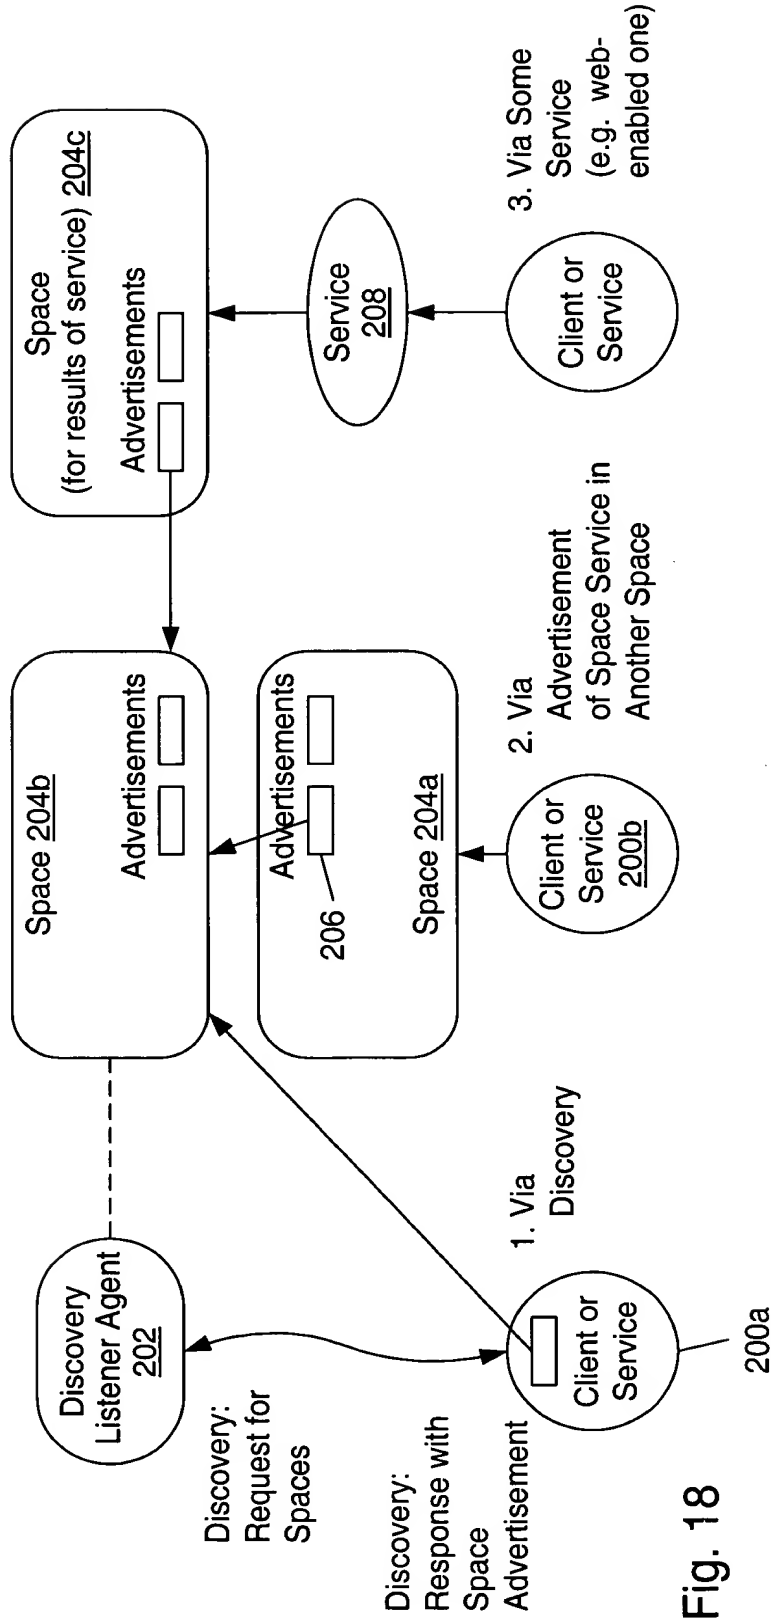 Discovery
Listener Agent
202
Space 204b
Advertisements
Space
(for results of service) 204c
Advertisements
Discovery:
Request for
Spaces
206
Advertisements
Space 204a
Service
208
Discovery:
Response with
Space
Advertisement
1. Via
Discovery
Client or
Service
200a
2. Via
Advertisement
of Space Service in
Another Space
Client or
Service
200b
3. Via Some
Service
(e.g. web-
enabled one)
Client or
Service
Fig. 18